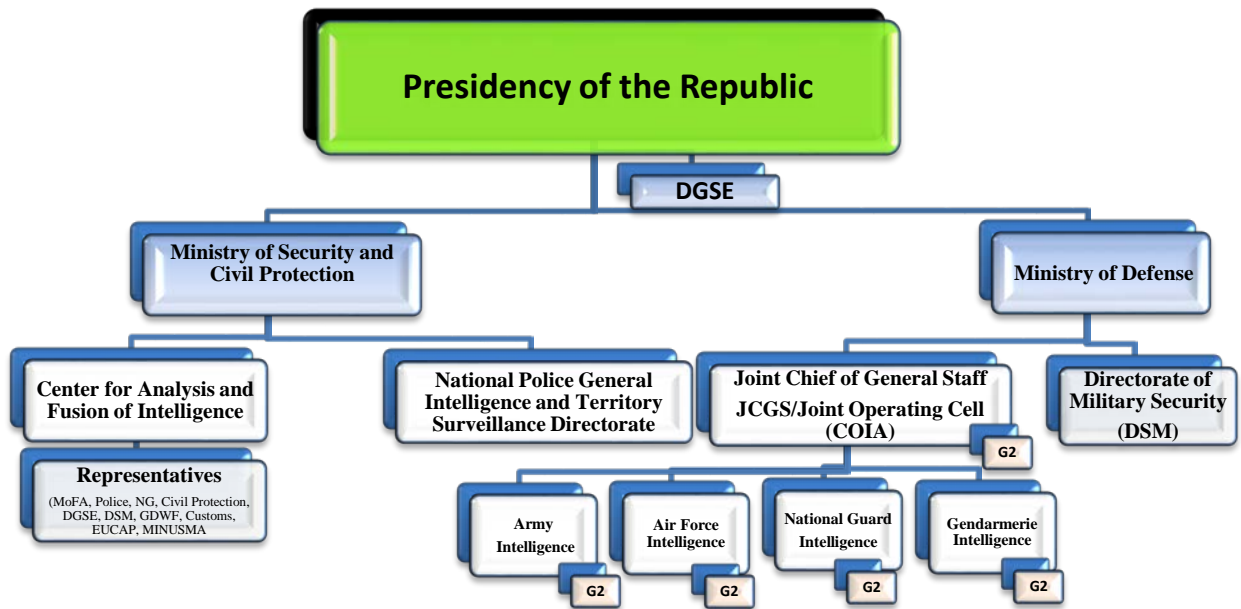 Presidency of the Republic
DGSE
Ministry of Security and
Civil Protection
Ministry of Defense
Center for Analysis and
Fusion of Intelligence
National Police General
Intelligence and Territory
Surveillance Directorate
Joint Chief of General Staff
JCGS/Joint Operating Cell
(COIA)
G2
Directorate of
Military Security
(DSM)
Representatives
(MoFA, Police, NG, Civil Protection,
DGSE, DSM, GDWF, Customs,
EUCAP, MINUSMA
Army
Intelligence
G2
Air Force
Intelligence
G2
National Guard
Intelligence
G2
Gendarmerie
Intelligence
G2